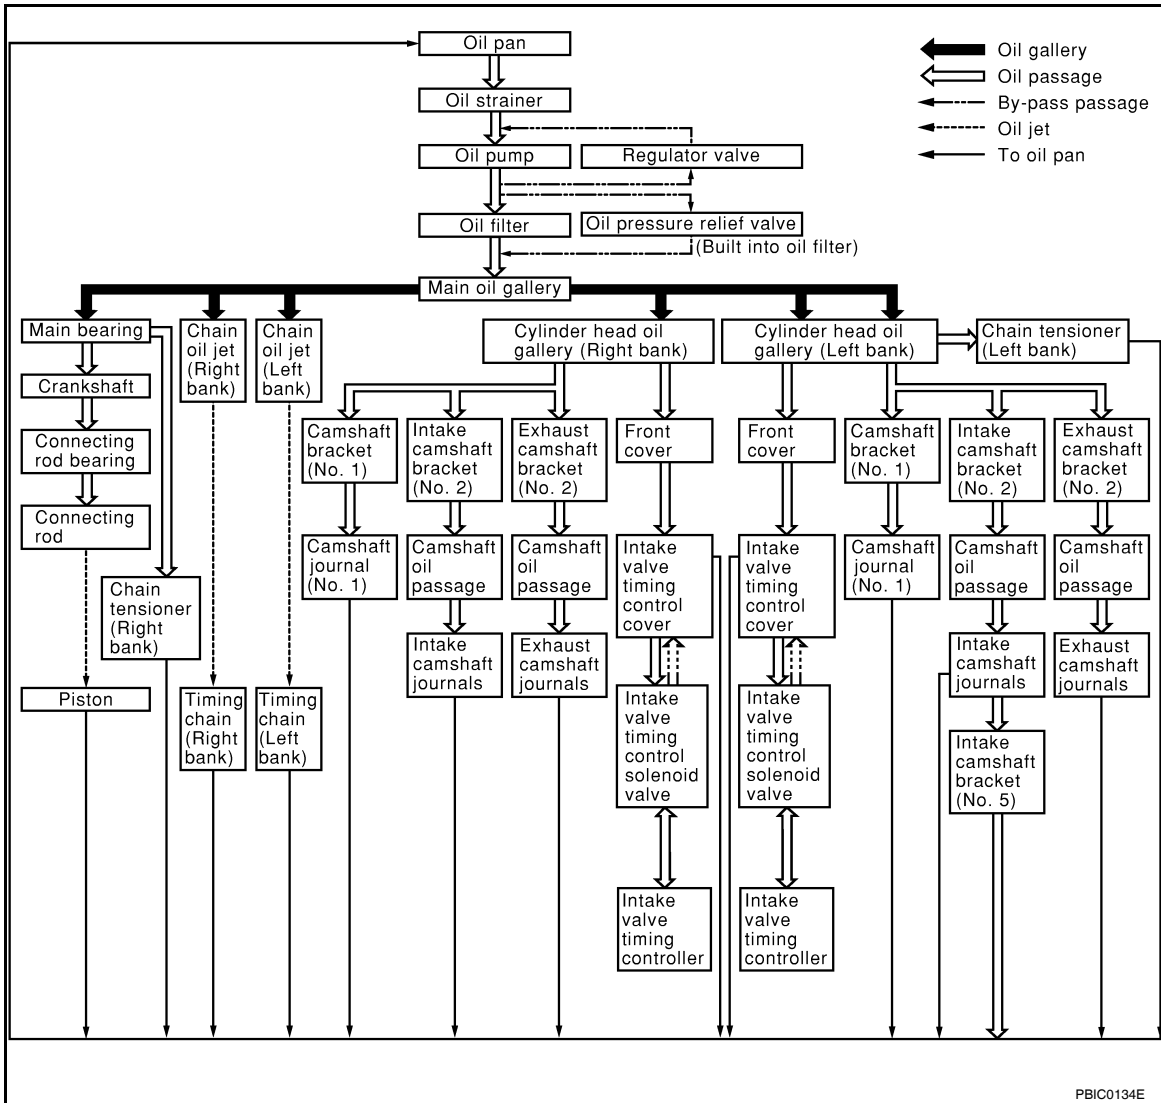 Oil pan
Oil strainer
Oil pump
Regulator valve
Oil filter
Oil pressure relief valve
(Built into oil filter)
Main oil gallery
Oil gallery
Oil passage
By-pass passage
Oil jet
To oil pan
Main bearing
Crankshaft
Connecting
rod bearing
Connecting
rod
Piston
Chain
tensioner
(Right
bank)
Chain
oil jet
(Right
bank)
Timing
chain
(Right
bank)
Chain
oil jet
(Left
bank)
Timing
chain
(Left
bank)
Cylinder head oil
gallery (Right bank)
Camshaft
bracket
(No. 1)
Camshaft
journal
(No. 1)
Intake
camshaft
bracket
(No. 2)
Camshaft
oil
passage
Intake
camshaft
journals
Exhaust
camshaft
bracket
(No. 2)
Camshaft
oil
passage
Exhaust
camshaft
journals
Front
cover
Intake
valve
timing
control
cover
Intake
valve
timing
control
solenoid
valve
Intake
valve
timing
controller
Cylinder head oil
gallery (Left bank)
Chain tensioner
(Left bank)
Front
cover
Intake
valve
timing
control
cover
Intake
valve
timing
control
solenoid
valve
Intake
valve
timing
controller
Camshaft
bracket
(No. 1)
Camshaft
journal
(No. 1)
Intake
camshaft
bracket
(No. 2)
Camshaft
oil
passage
Intake
camshaft
journals
Intake
camshaft
bracket
(No. 5)
Exhaust
camshaft
bracket
(No. 2)
Camshaft
oil
passage
Exhaust
camshaft
journals
PBIC0134E